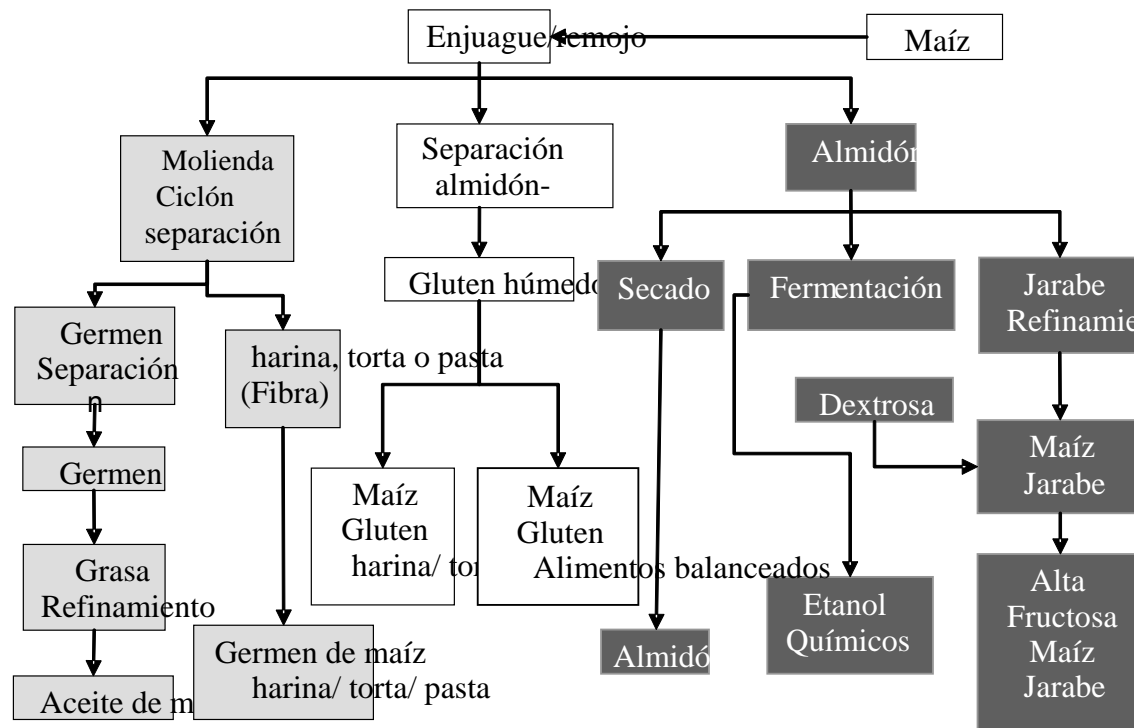 Enjuague/remojo
Maíz
Molienda
Ciclón
separación
Separación
almidón-
Almidón
Gluten húmedo
Secado
Fermentación
Jarabe
Refinamie
Germen
Separación
n
harina, torta o pasta
(Fibra)
Dextrosa
Germen
Maíz
Gluten
harina/ tor
Maíz
Gluten
Alimentos balanceados
Maíz
Jarabe
Grasa
Refinamiento
Etanol
Químicos
Alta
Fructosa
Maíz
Jarabe
Germen de maíz
harina/ torta/ pasta
Almidó
Aceite de m